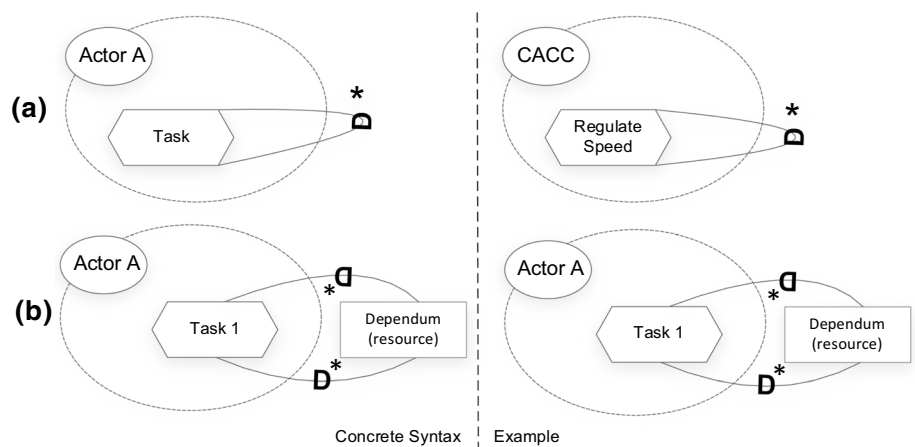 Actor A
CACC
(a)
*
D
Task
*
D
Regulate
Speed
Actor A
Actor A
(b)
D
*
Task 1
Dependum
(resource)
D*
D
*
Task 1
Dependum
(resource)
D*
Concrete Syntax
Example